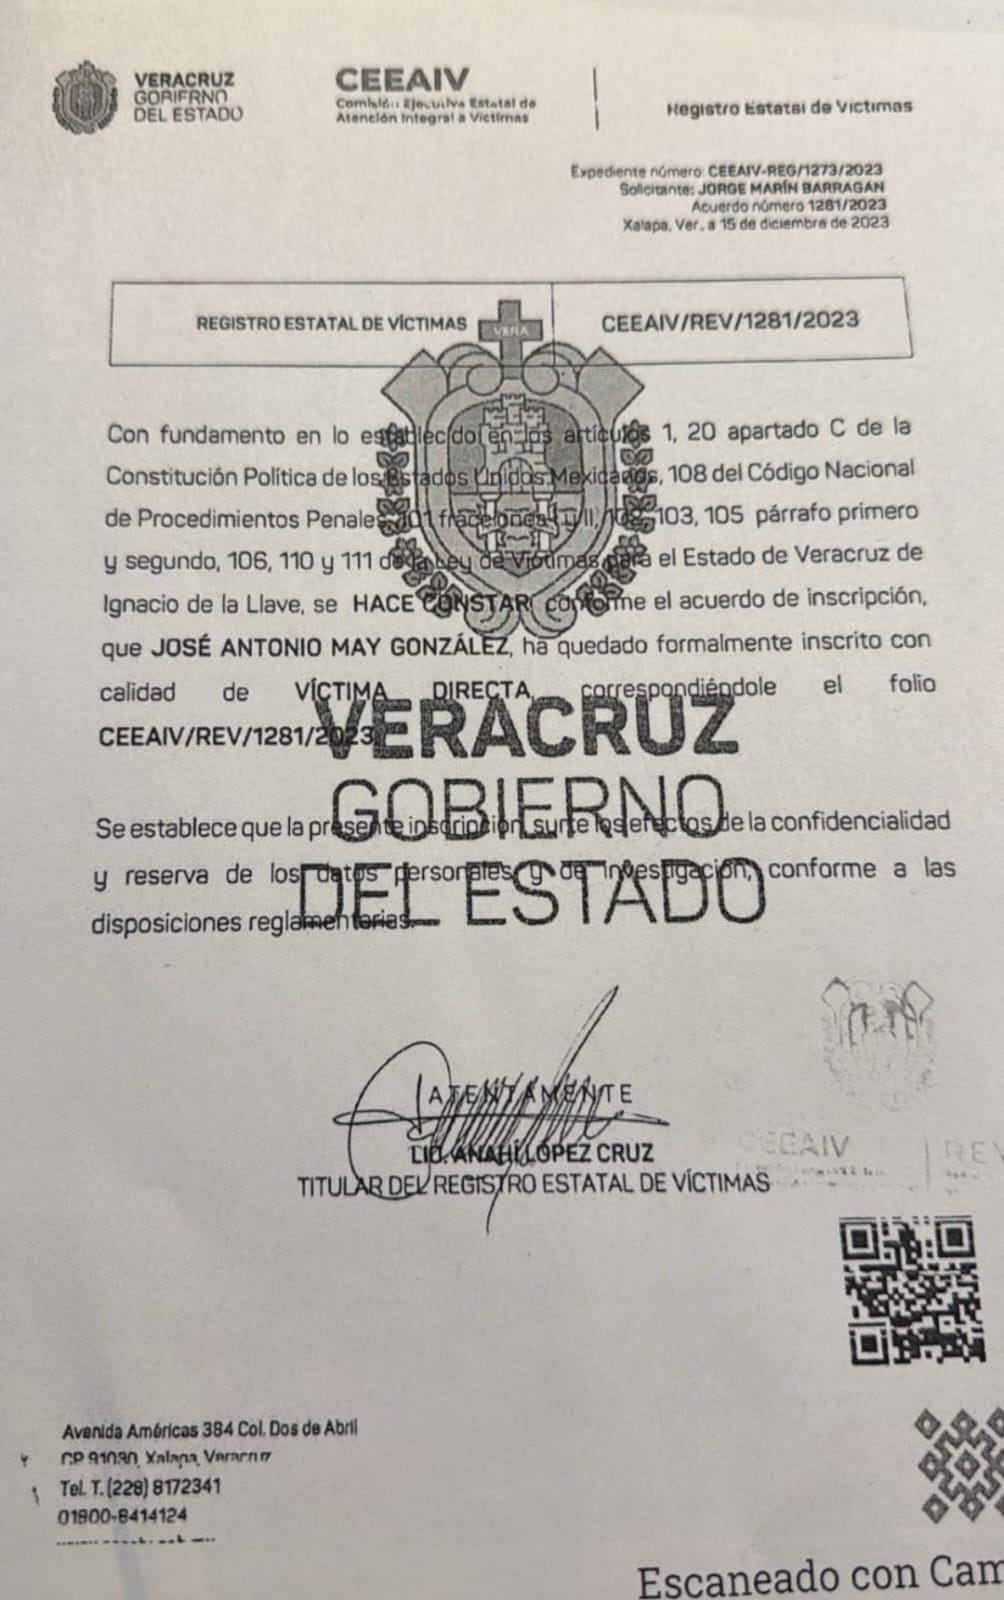 VERACRUZ
GOBIERNO
DEL ESTADO
CEEAIV
Comisión Ejecutiva Estatal de
Atención Integral a Víctimas
Registro Estatal de Víctimas
Expediente número: CEEAIV-REG/1273/2023
Solicitante: JORGE MARÍN BARRAGAN
Acuerdo número 1281/2023
Xalapa, Ver., a 15 de diciembre de 2023
REGISTRO ESTATAL DE VÍCTIMAS
CEEAIV/REV/1281/2023
VERA
Con fundamento en lo establecido en los artículos 1, 20 apartado C de la
Constitución Política de los Estados Unidos Mexicanos, 108 del Código Nacional
de Procedimientos Penales, 101 fracciones I y II, 102, 103, 105 párrafo primero
y segundo, 106, 110 y 111 de la Ley de Víctimas para el Estado de Veracruz de
Ignacio de la Llave, se HACE CONSTAR, conforme el acuerdo de inscripción,
que JOSÉ ANTONIO MAY GONZÁLEZ, ha quedado formalmente inscrito con
calidad de VÍCTIMA DIRECTA, correspondiéndole el folio
CEEAIV/REV/1281/2023.
VERACRUZ
GOBIERNO
DEL ESTADO
Se establece que la presente inscripción, surte los efectos de la confidencialidad
y reserva de los datos personales y de investigación, conforme a las
disposiciones reglamentarias.
ATENTAMENTE
LIC. ANAHÍ LÓPEZ CRUZ
TITULAR DEL REGISTRO ESTATAL DE VÍCTIMAS
CEEAIV
REV
Avenida Américas 384 Col. Dos de Abril
CP 91030, Xalapa, Veracruz
Tel. T. (228) 8172341
01800-8414124
Escaneado con Cam